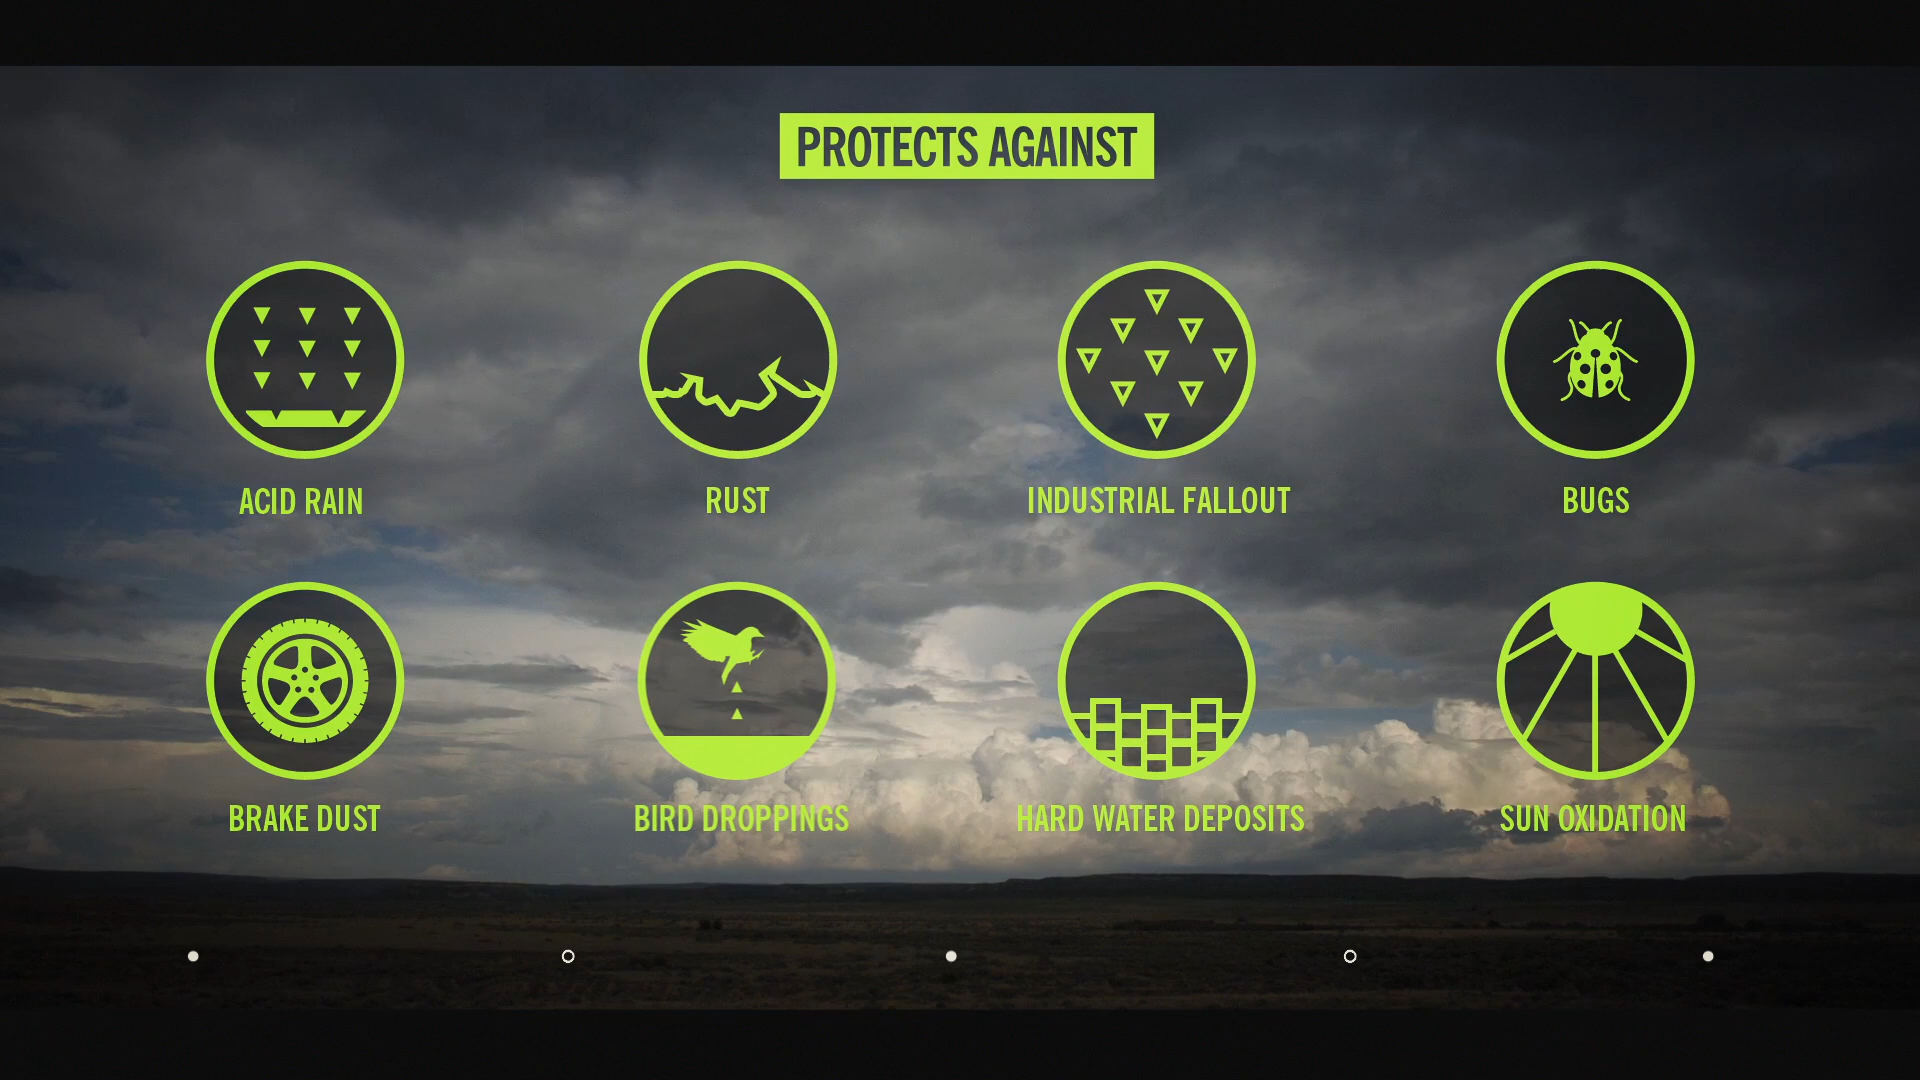 PROTECTS AGAINST
ACID RAIN
RUST
INDUSTRIAL FALLOUT
BUGS
BRAKE DUST
BIRD DROPPINGS
HARD WATER DEPOSITS
SUN OXIDATION